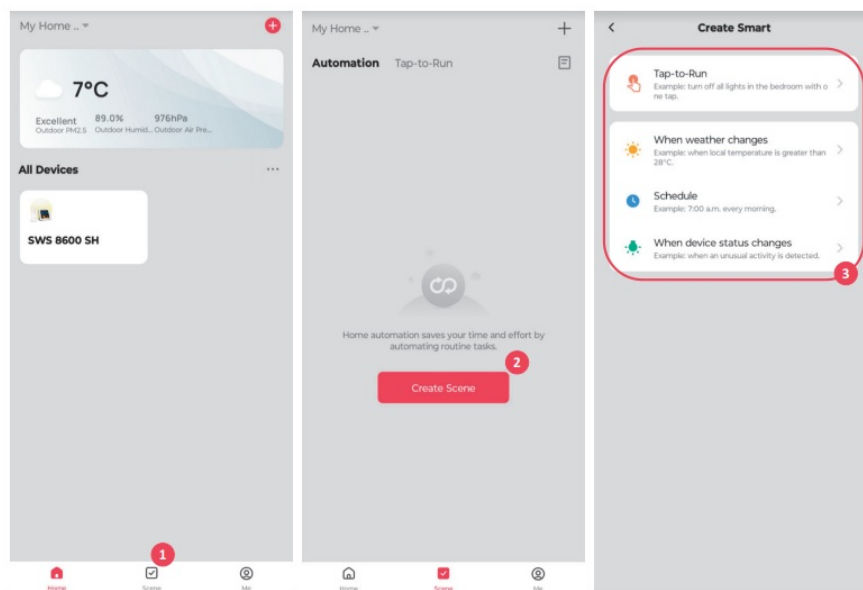 My Home ..
7°C
Excellent 89.0% 976hPa
Outdoor PM2.5 Outdoor Humid... Outdoor Air Pre...
All Devices
SWS 8600 SH
1
Home Scene Me
My Home ..
Automation Tap-to-Run
Home automation saves your time and effort by
automating routine tasks.
2
Create Scene
Home Scene Me
Create Smart
Tap-to-Run
Example: turn off all lights in the bedroom with o
ne tap.
When weather changes
Example: when local temperature is greater than
28°C.
Schedule
Example: 7:00 a.m. every morning.
When device status changes
Example: when an unusual activity is detected.
3